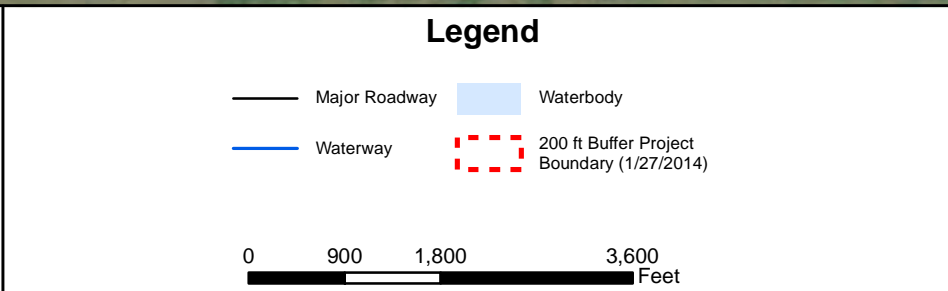 Legend
Major Roadway
Waterbody
Waterway
200 ft Buffer Project
Boundary (1/27/2014)
0 900 1,800 3,600
Feet